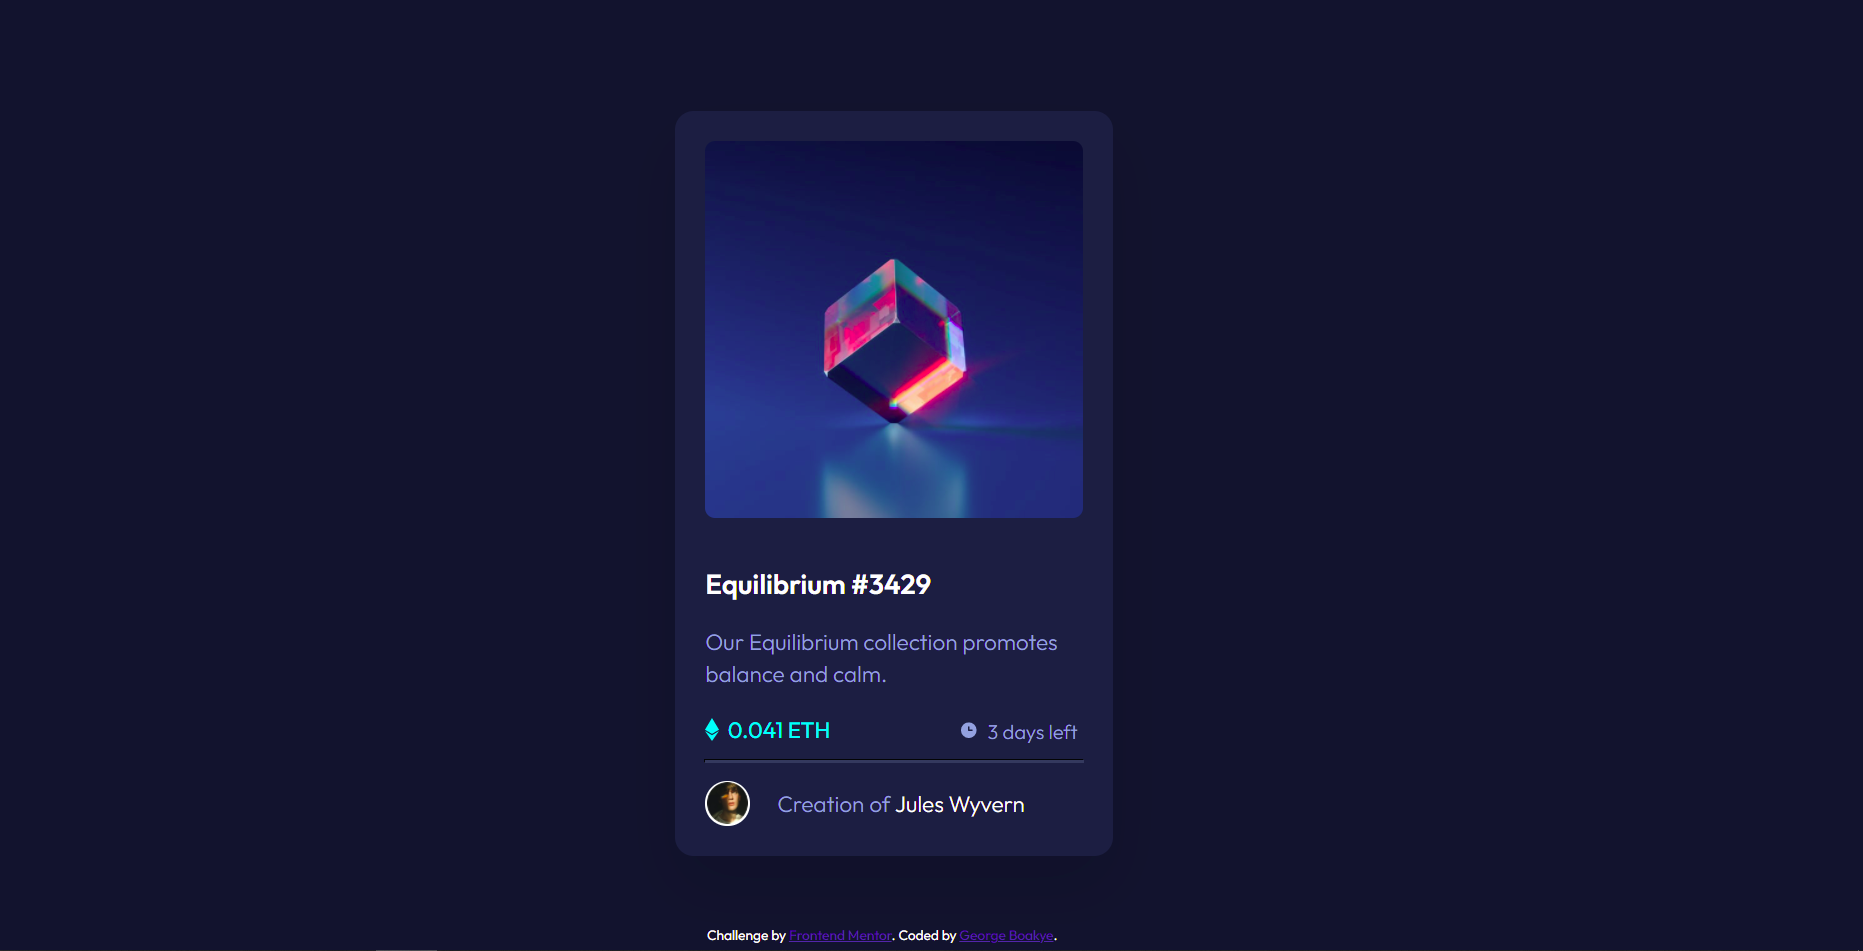 Equilibrium #3429
Our Equilibrium collection promotes
balance and calm.
0.041 ETH
3 days left
Creation of Jules Wyvern
Challenge by Frontend Mentor. Coded by George Boakye.